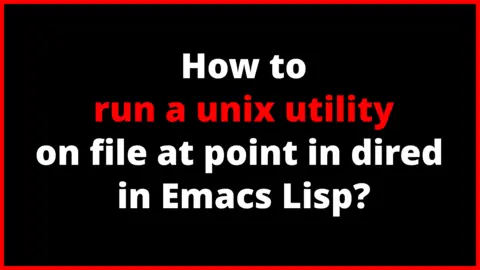 How to
run a unix utility
on file at point in dired
in Emacs Lisp?